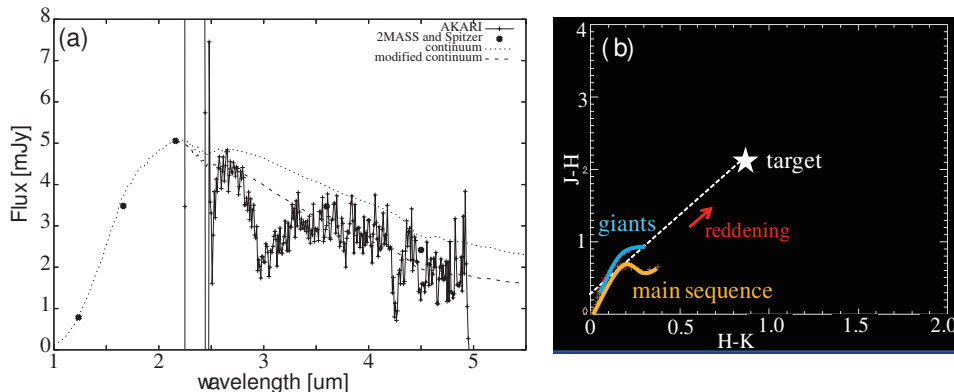 (a)
AKARI
2MASS and Spitzer
continuum
modified continuum
8
7
6
5
4
3
2
1
0
Flux [mJy]
1 2 3 4 5
wavelength [um]
(b)
4
3
2
1
0
J-H
target
giants
reddening
main sequence
0 0.5 1.0 1.5 2.0
H-K